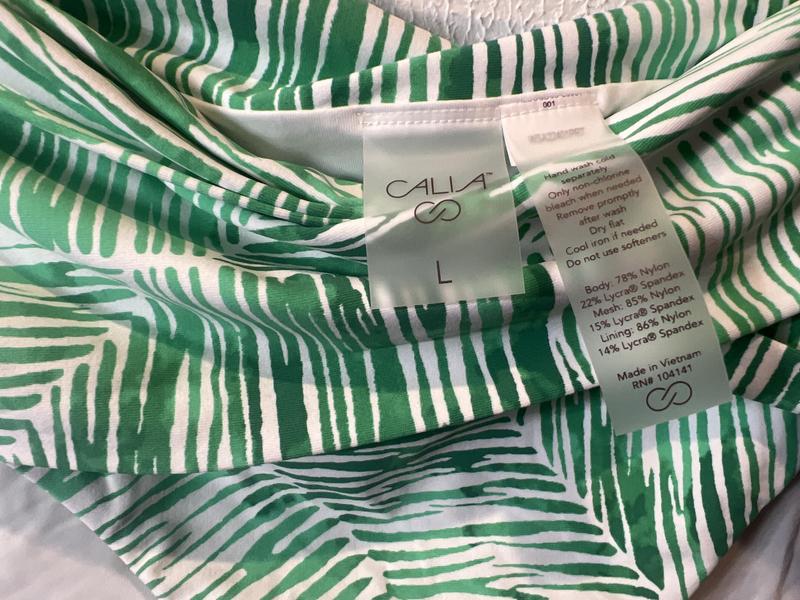 CALIA™
L
001
Hand wash cold
separately
Only non-chlorine
bleach when needed
Remove promptly
after wash
Dry flat
Cool iron if needed
Do not use softeners
Body: 78% Nylon
22% Lycra® Spandex
Mesh: 85% Nylon
15% Lycra® Spandex
Lining: 86% Nylon
14% Lycra® Spandex
Made in Vietnam
RN# 104141